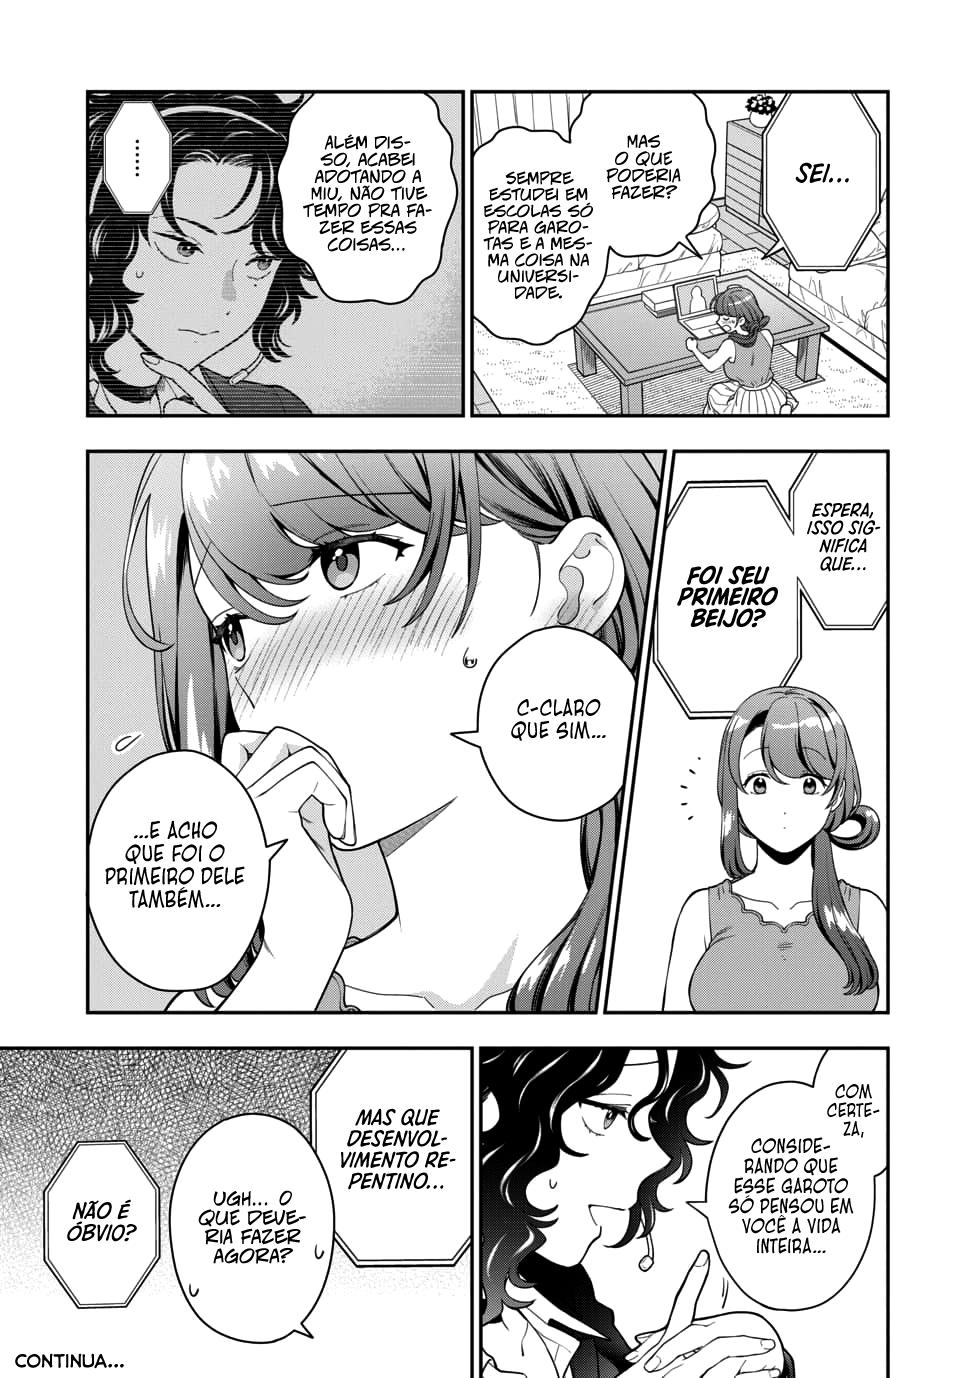 SEI...
MAS
O QUE
PODERIA
FAZER?
SEMPRE
ESTUDEI EM
ESCOLAS SÓ
PARA GARO-
TAS E A MES-
MA COISA NA
UNIVERSI-
DADE.
ALÉM DIS-
SO, ACABEI
ADOTANDO A
MIU, NÃO TIVE
TEMPO PRA FA-
ZER ESSAS
COISAS...
......
ESPERA,
ISSO SIG-
NIFICA
QUE...
FOI SEU
PRIMEIRO
BEIJO?
C-CLARO
QUE SIM...
...E ACHO
QUE FOI O
PRIMEIRO DELE
TAMBÉM...
COM
CERTE-
ZA,
CONSIDE-
RANDO QUE
ESSE GAROTO
SÓ PENSOU EM
VOCÊ A VIDA
INTEIRA...
MAS QUE
DESENVOL-
VIMENTO RE-
PENTINO...
UGH... O
QUE DEVE-
RIA FAZER
AGORA?
NÃO É
ÓBVIO?
CONTINUA...